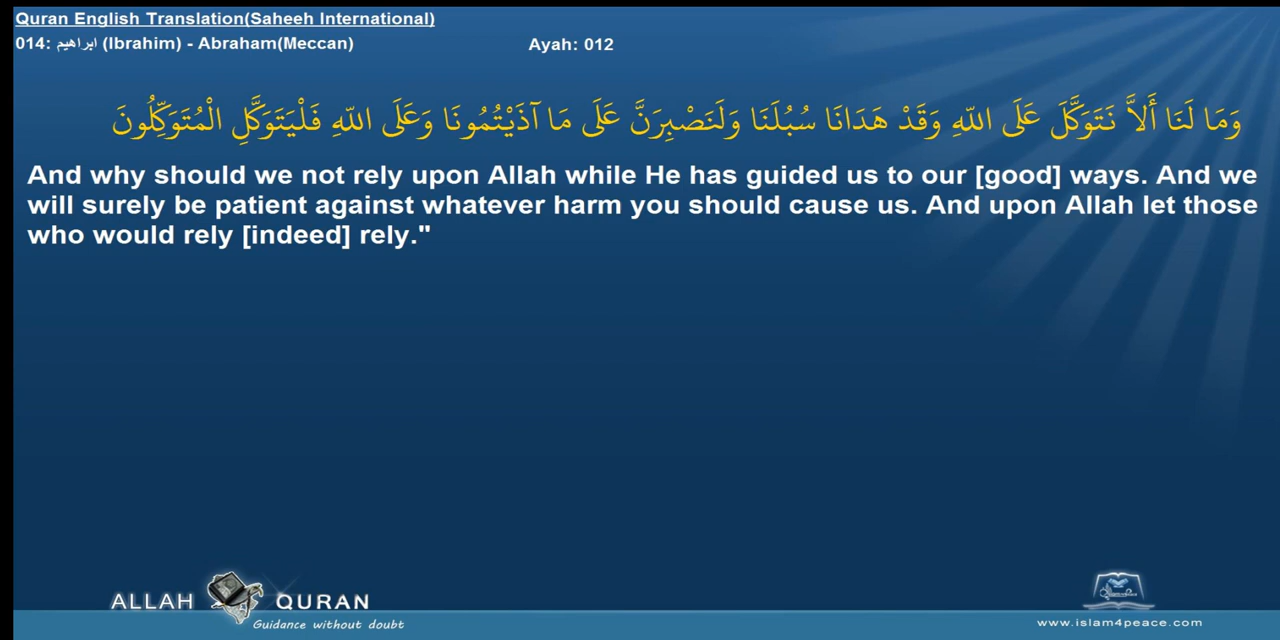 Quran English Translation(Saheeh International)
014: ابراهيم (Ibrahim) - Abraham(Meccan)
Ayah: 012
وَمَا لَنَا أَلاَّ نَتَوَكَّلَ عَلَى اللّهِ وَقَدْ هَدَانَا سُبُلَنَا وَلَنَصْبِرَنَّ عَلَى مَا آذَيْتُمُونَا وَعَلَى اللّهِ فَلْيَتَوَكَّلِ الْمُتَوَكِّلُونَ
And why should we not rely upon Allah while He has guided us to our [good] ways. And we
will surely be patient against whatever harm you should cause us. And upon Allah let those
who would rely [indeed] rely."
ALLAH QURAN
Guidance without doubt
www.islam4peace.com